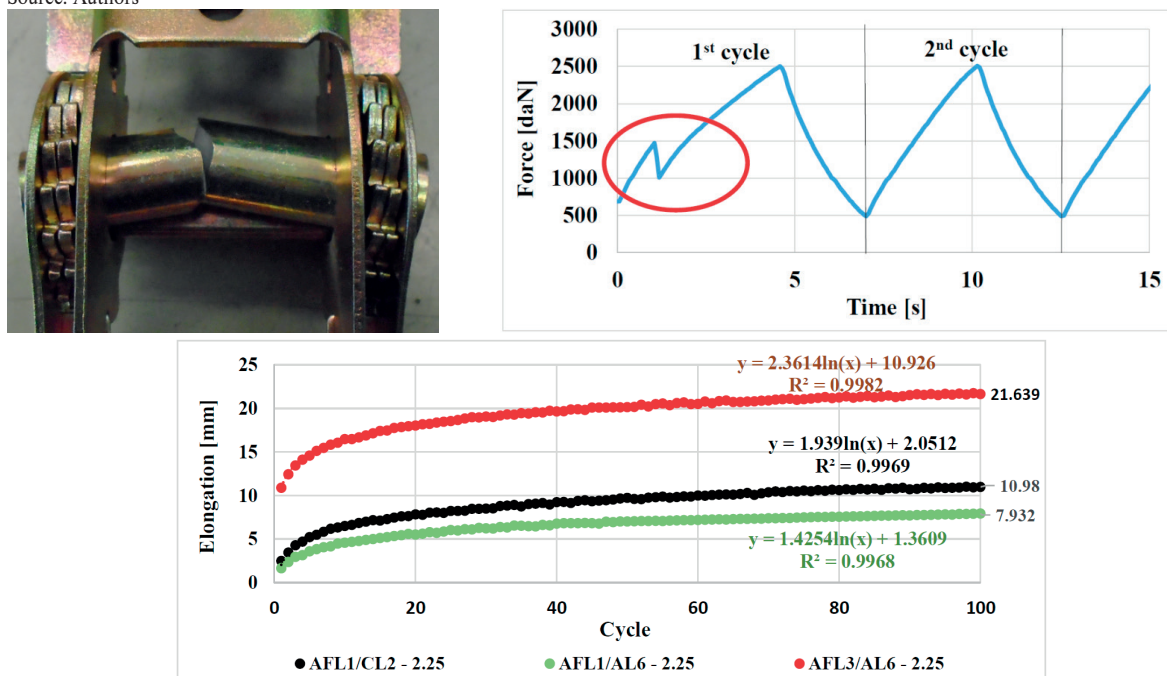 Source: Authors
3000
2500
2000
1500
1000
500
0
Force [daN]
1st cycle
2nd cycle
0 5 10 15
Time [s]
25
20
15
10
5
0
Elongation [mm]
y = 2.3614ln(x) + 10.926
R² = 0.9982
21.639
y = 1.939ln(x) + 2.0512
R² = 0.9969
10.98
7.932
y = 1.4254ln(x) + 1.3609
R² = 0.9968
0 20 40 60 80 100
Cycle
AFL1/CL2 - 2.25 AFL1/AL6 - 2.25 AFL3/AL6 - 2.25